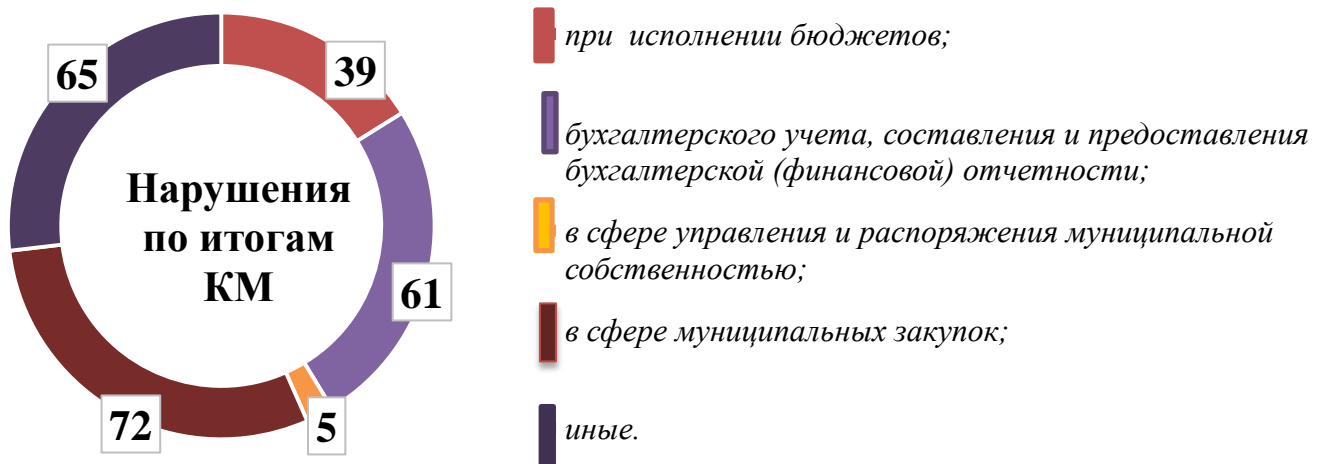 65
39
Нарушения
по итогам
КМ
61
72
5
при исполнении бюджетов;
бухгалтерского учета, составления и предоставления
бухгалтерской (финансовой) отчетности;
в сфере управления и распоряжения муниципальной
собственностью;
в сфере муниципальных закупок;
иные.